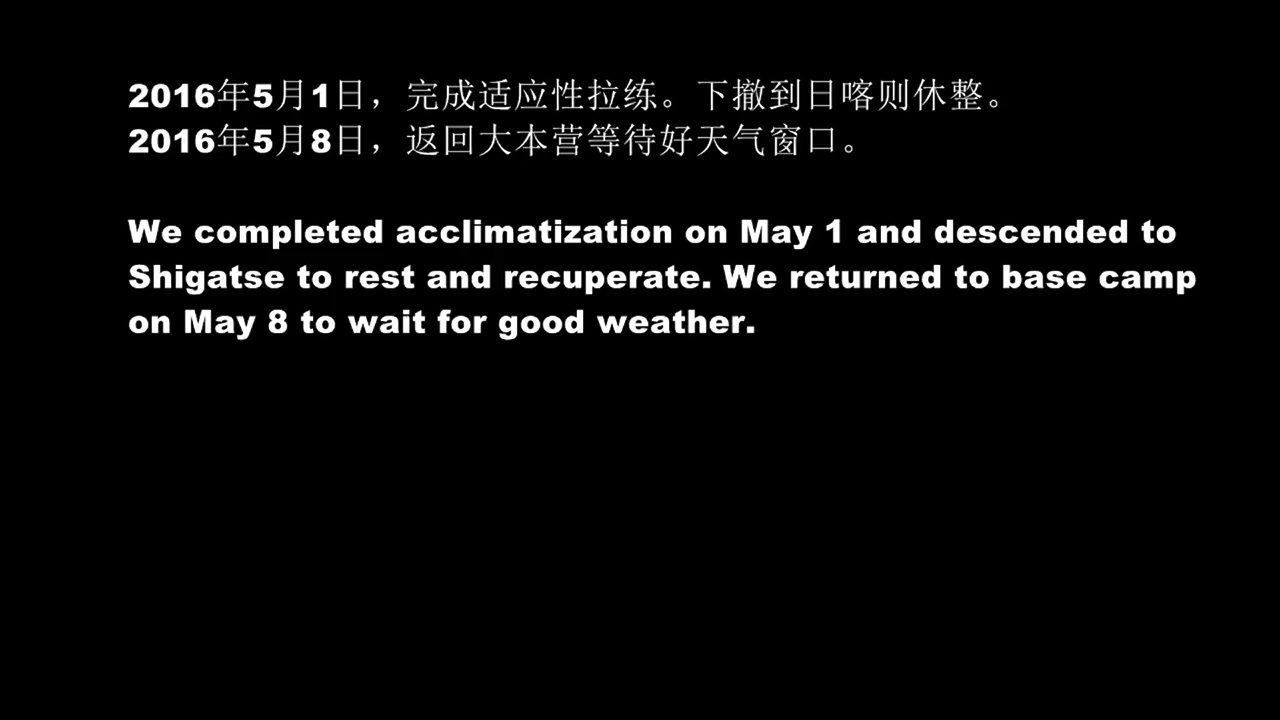 2016年5月1日，完成适应性拉练。下撤到日喀则休整。
2016年5月8日，返回大本营等待好天气窗口。
We completed acclimatization on May 1 and descended to
Shigatse to rest and recuperate. We returned to base camp
on May 8 to wait for good weather.